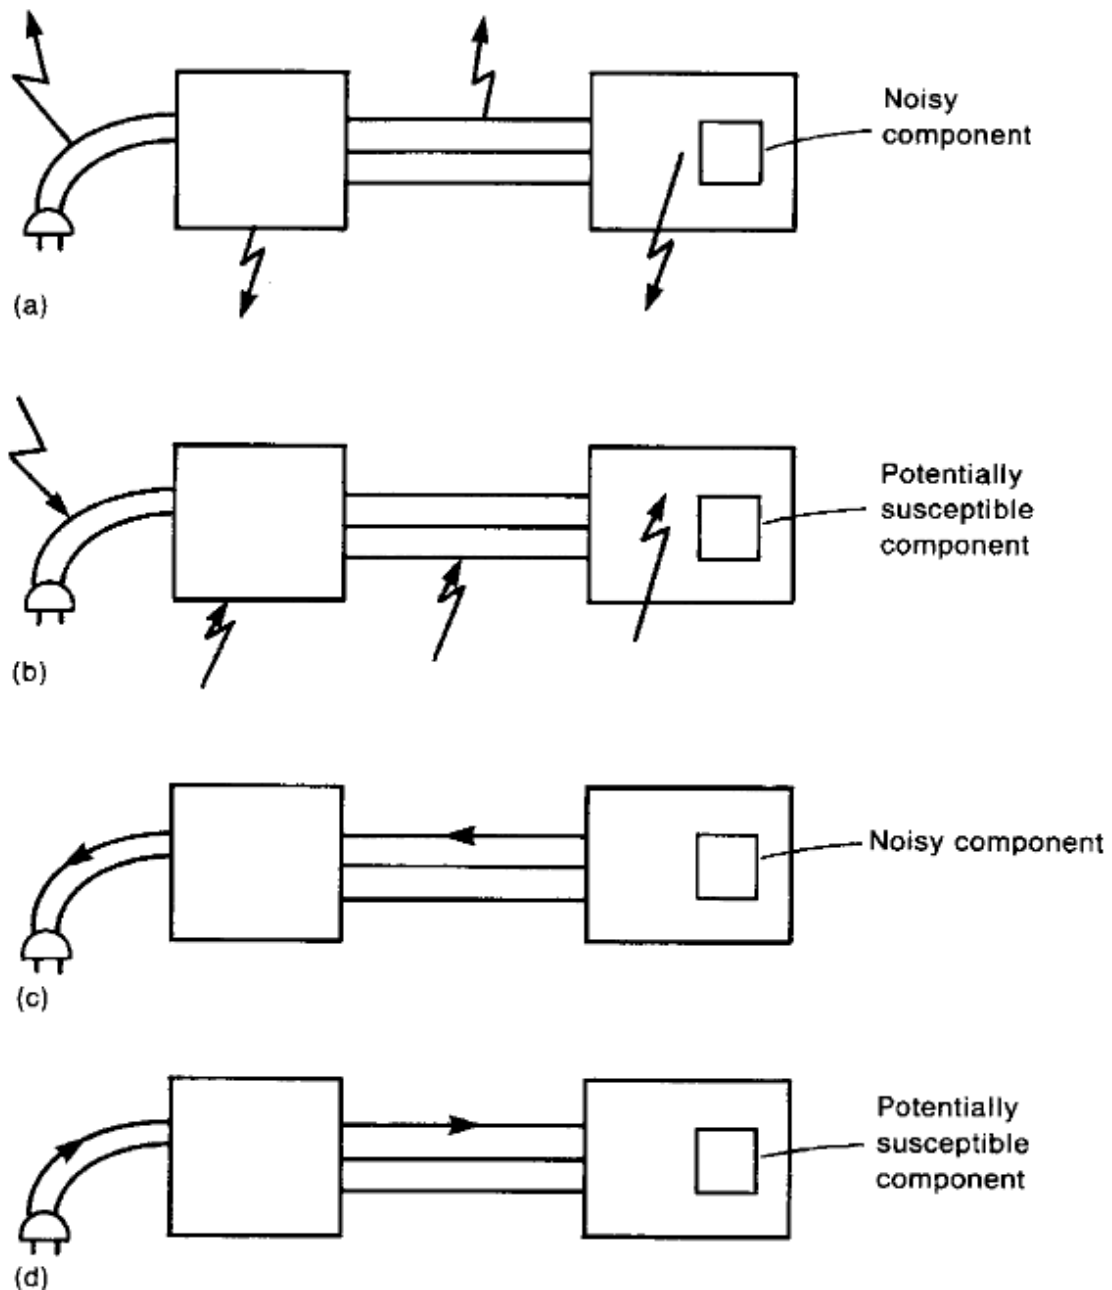 Noisy
component
(a)
Potentially
susceptible
component
(b)
Noisy component
(c)
Potentially
susceptible
component
(d)